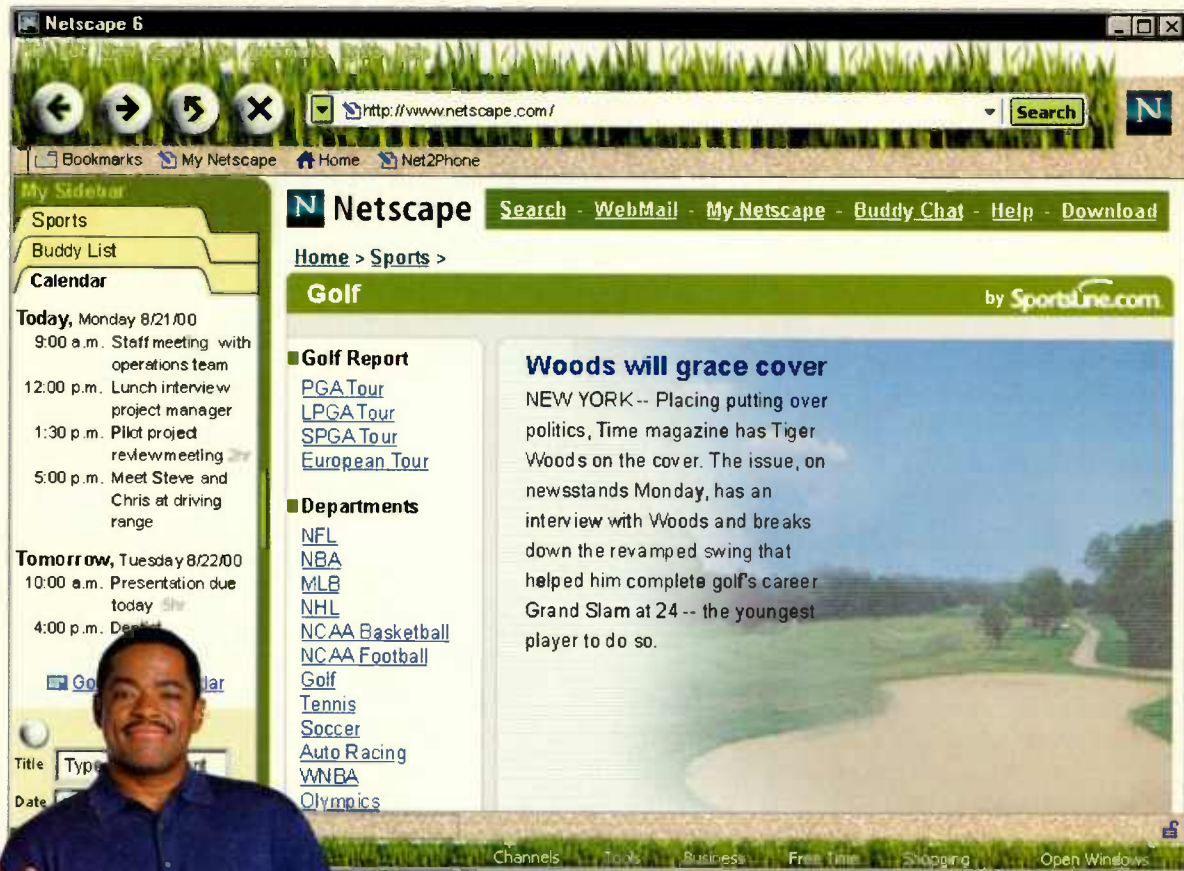 Netscape 6
http://www.netscape.com/
Search
N
Bookmarks My Netscape Home Net2Phone
My Sidebar
Sports
Buddy List
Calendar
Today, Monday 8/21/00
9:00 a.m. Staff meeting with
operations team
12:00 p.m. Lunch interview
project manager
1:30 p.m. Pilot project
review meeting 2hr
5:00 p.m. Meet Steve and
Chris at driving
range
Tomorrow, Tuesday 8/22/00
10:00 a.m. Presentation due
today 5hr
4:00 p.m.
Title Type
Date
N Netscape
Search - WebMail - My Netscape - Buddy Chat - Help - Download
Home > Sports >
Golf
by SportsLine.com
Golf Report
PGA Tour
LPGA Tour
SPGA Tour
European Tour
Departments
NFL
NBA
MLB
NHL
NCAA Basketball
NCAA Football
Golf
Tennis
Soccer
Auto Racing
WNBA
Olympics
Woods will grace cover
NEW YORK -- Placing putting over
politics, Time magazine has Tiger
Woods on the cover. The issue, on
newsstands Monday, has an
interview with Woods and breaks
down the revamped swing that
helped him complete golf's career
Grand Slam at 24 -- the youngest
player to do so.
Channels Tools Business Free Time Shopping Open Windows